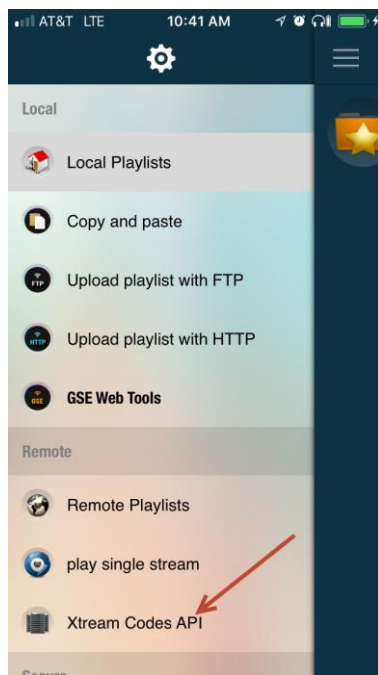 AT&T LTE 10:41 AM
Local
Local Playlists
Copy and paste
FTP Upload playlist with FTP
HTTP Upload playlist with HTTP
GSE GSE Web Tools
Remote
Remote Playlists
play single stream
Xtream Codes API
Secure